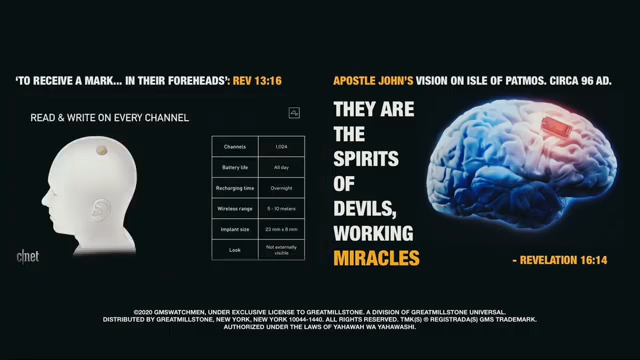 'TO RECEIVE A MARK... IN THEIR FOREHEADS': REV 13:16
READ & WRITE ON EVERY CHANNEL
Channels 1,024
Battery life All day
Recharging time Overnight
Wireless range 5 - 10 meters
Implant size 23 mm x 8 mm
Look Not externally
visible
c|net
APOSTLE JOHN'S VISION ON ISLE OF PATMOS. CIRCA 96 AD.
THEY ARE
THE
SPIRITS
OF
DEVILS,
WORKING
MIRACLES
- REVELATION 16:14
©2020 GMSWATCHMEN, UNDER EXCLUSIVE LICENSE TO GREATMILLSTONE. A DIVISION OF GREATMILLSTONE UNIVERSAL.
DISTRIBUTED BY GREATMILLSTONE, NEW YORK, NEW YORK 10044-1440. ALL RIGHTS RESERVED. TMK(S) ® REGISTRADA(S) GMS TRADEMARK.
AUTHORIZED UNDER THE LAWS OF YAHAWAH WA YAHAWASHI.